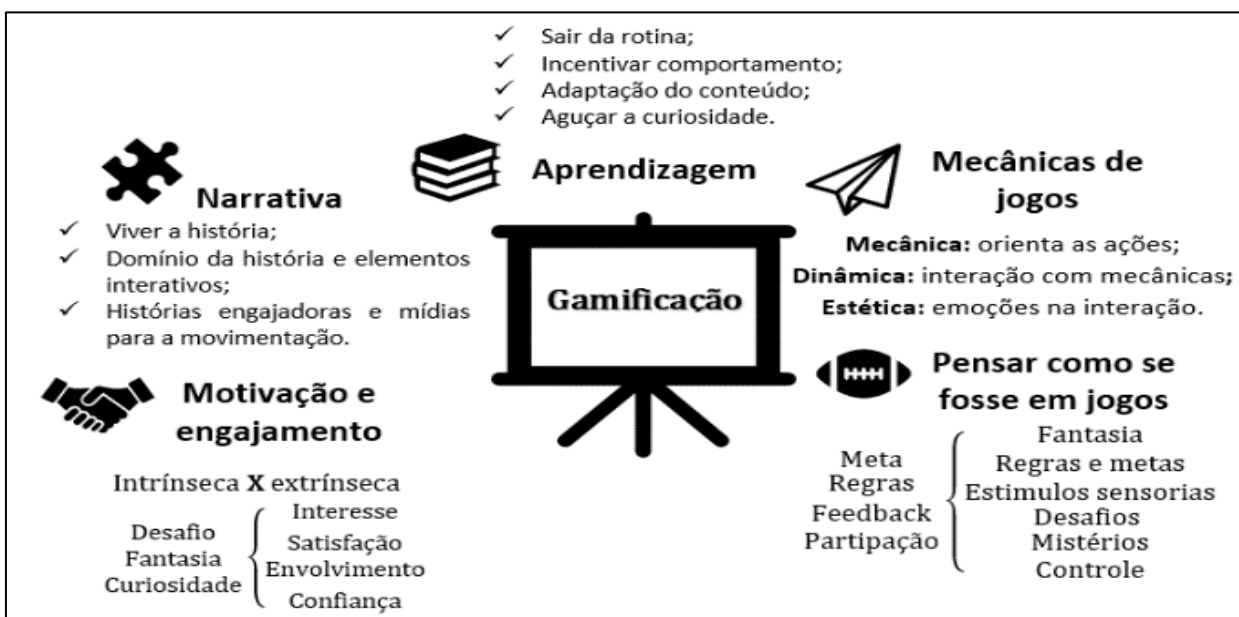 ✓ Sair da rotina;
✓ Incentivar comportamento;
✓ Adaptação do conteúdo;
✓ Aguçar a curiosidade.
Aprendizagem
Narrativa
✓ Viver a história;
✓ Domínio da história e elementos
interativos;
✓ Histórias engajadoras e mídias
para a movimentação.
Mecânicas de
jogos
Mecânica: orienta as ações;
Dinâmica: interação com mecânicas;
Estética: emoções na interação.
Gamificação
Motivação e
engajamento
Intrínseca X extrínseca
Desafio
Fantasia
Curiosidade
Interesse
Satisfação
Envolvimento
Confiança
Pensar como se
fosse em jogos
Meta
Regras
Feedback
Partipação
Fantasia
Regras e metas
Estimulos sensorias
Desafios
Mistérios
Controle